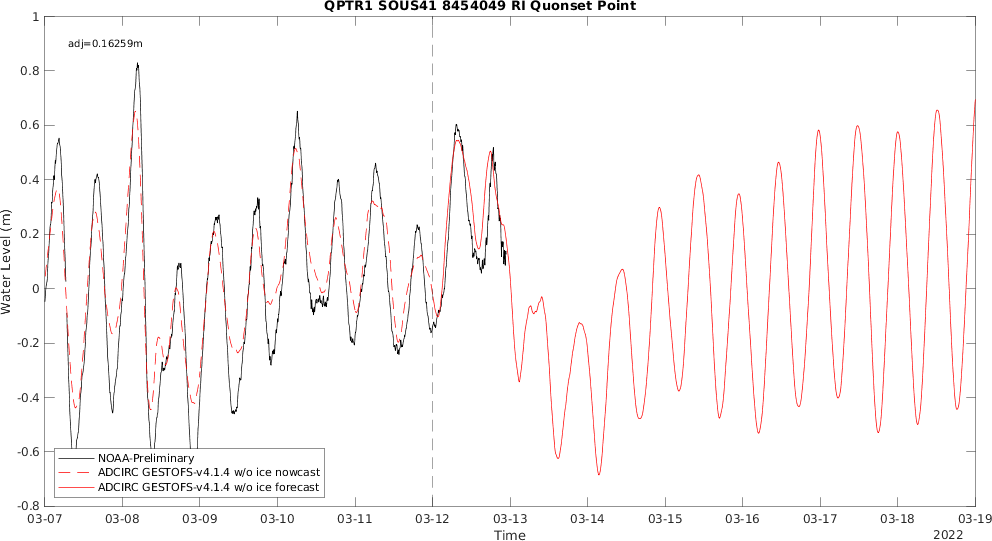 QPTR1 SOUS41 8454049 RI Quonset Point
adj=0.16259m
Water Level (m)
1
0.8
0.6
0.4
0.2
0
-0.2
-0.4
-0.6
-0.8
NOAA-Preliminary
ADCIRC GESTOFS-v4.1.4 w/o ice nowcast
ADCIRC GESTOFS-v4.1.4 w/o ice forecast
03-07 03-08 03-09 03-10 03-11 03-12 03-13 03-14 03-15 03-16 03-17 03-18 03-19
Time
2022